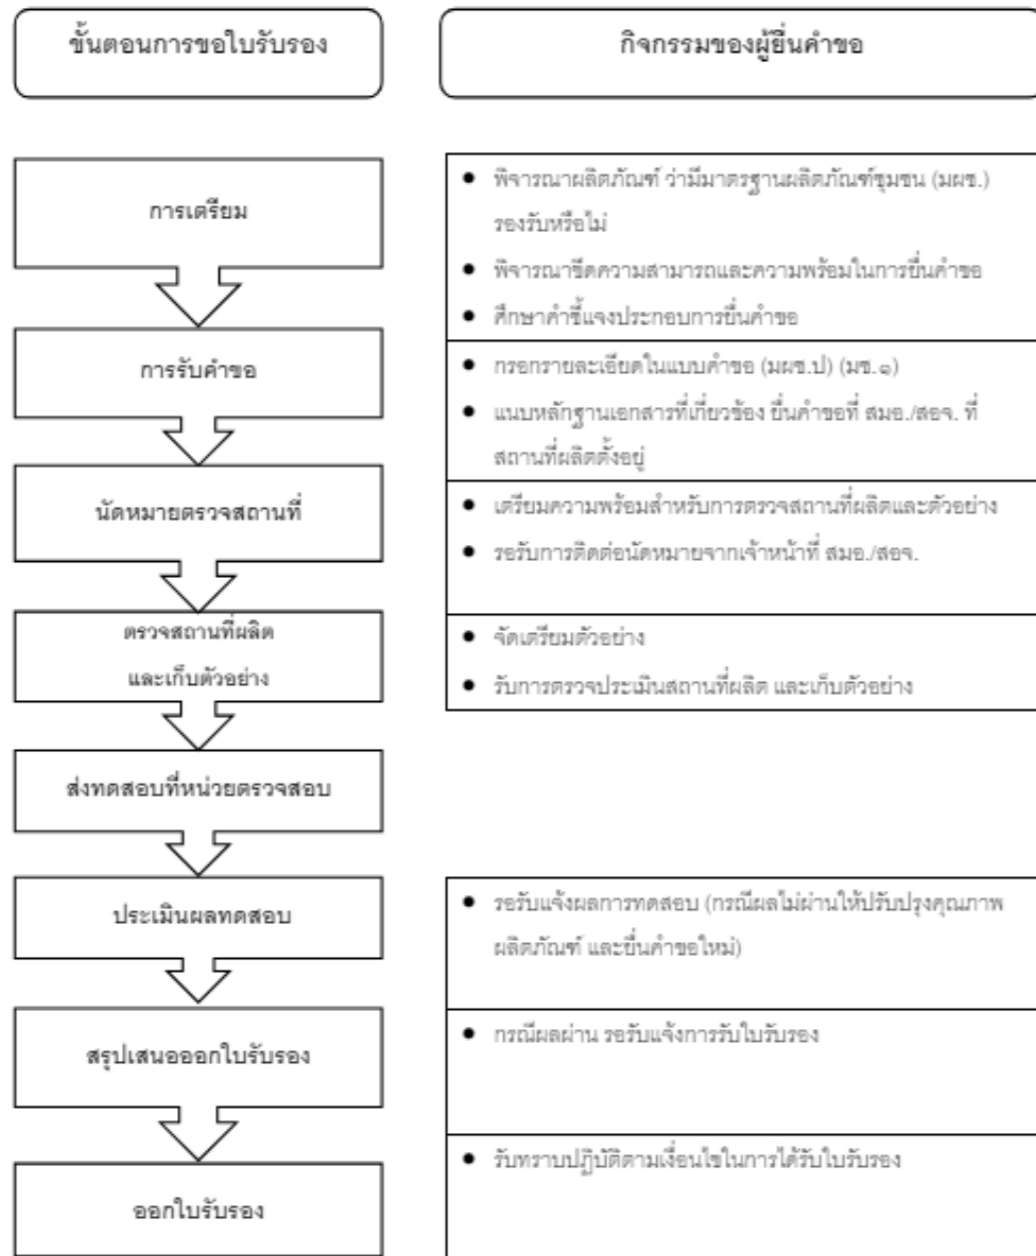 ขั้นตอนการขอใบรับรอง
กิจกรรมของผู้ยื่นคำขอ
การเตรียม
● พิจารณาผลิตภัณฑ์ ว่ามีมาตรฐานผลิตภัณฑ์ชุมชน (มผช.)
รองรับหรือไม่
● พิจารณาขีดความสามารถและความพร้อมในการยื่นคำขอ
● ศึกษาคำชี้แจงประกอบการยื่นคำขอ
การรับคำขอ
● กรอกรายละเอียดในแบบคำขอ (มผช.ป) (มช.๑)
● แนบหลักฐานเอกสารที่เกี่ยวข้อง ยื่นคำขอที่ สมอ./สอจ. ที่
สถานที่ผลิตตั้งอยู่
นัดหมายตรวจสถานที่
● เตรียมความพร้อมสำหรับการตรวจสถานที่ผลิตและตัวอย่าง
● รอรับการติดต่อนัดหมายจากเจ้าหน้าที่ สมอ./สอจ.
ตรวจสถานที่ผลิต
และเก็บตัวอย่าง
● จัดเตรียมตัวอย่าง
● รับการตรวจประเมินสถานที่ผลิต และเก็บตัวอย่าง
ส่งทดสอบที่หน่วยตรวจสอบ
ประเมินผลทดสอบ
● รอรับแจ้งผลการทดสอบ (กรณีผลไม่ผ่านให้ปรับปรุงคุณภาพ
ผลิตภัณฑ์ และยื่นคำขอใหม่)
สรุปเสนอออกใบรับรอง
● กรณีผลผ่าน รอรับแจ้งการรับใบรับรอง
ออกใบรับรอง
● รับทราบปฏิบัติตามเงื่อนไขในการได้รับใบรับรอง